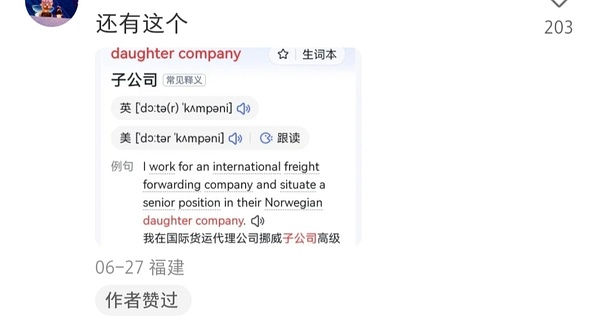 还有这个
203
daughter company
生词本
子公司 常见释义
英 ['dɔːtə(r) 'kʌmpəni]
美 ['dɔːtər 'kʌmpəni] 跟读
例句 I work for an international freight
forwarding company and situate a
senior position in their Norwegian
daughter company.
我在国际货运代理公司挪威子公司高级
06-27 福建
作者赞过